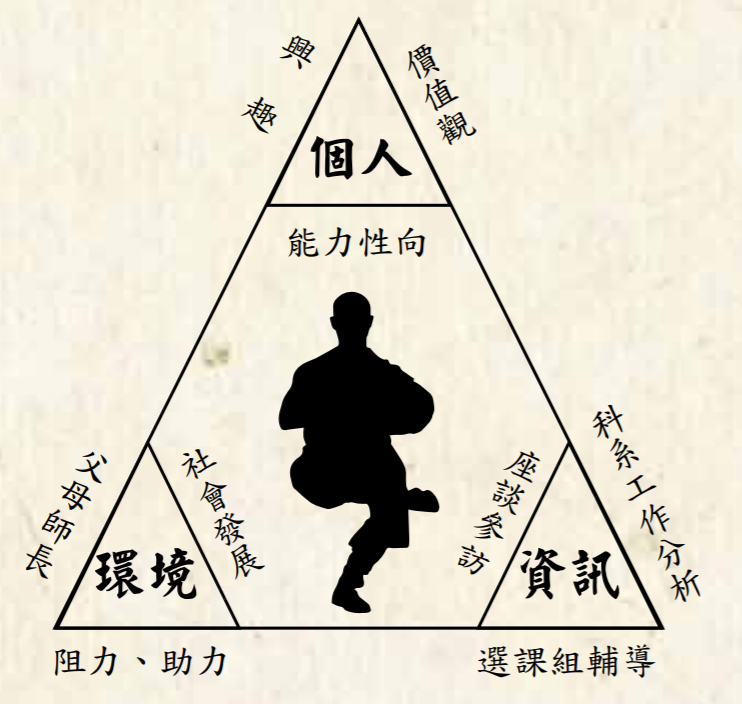 興趣
價值觀
個人
能力性向
父母師長
社會發展
環境
阻力、助力
座談參訪
科系工作分析
資訊
選課組輔導